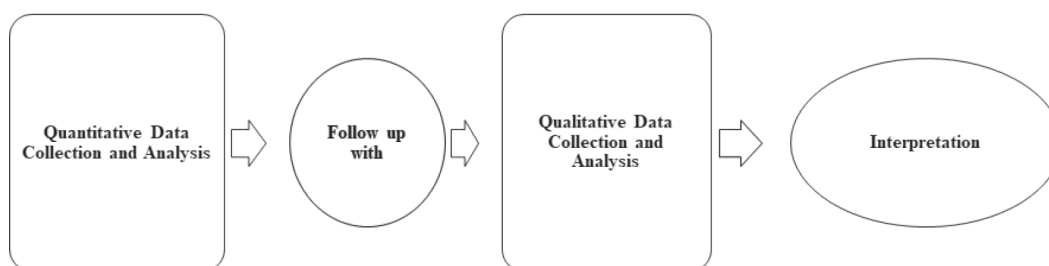 Quantitative Data
Collection and Analysis
Follow up
with
Qualitative Data
Collection and
Analysis
Interpretation